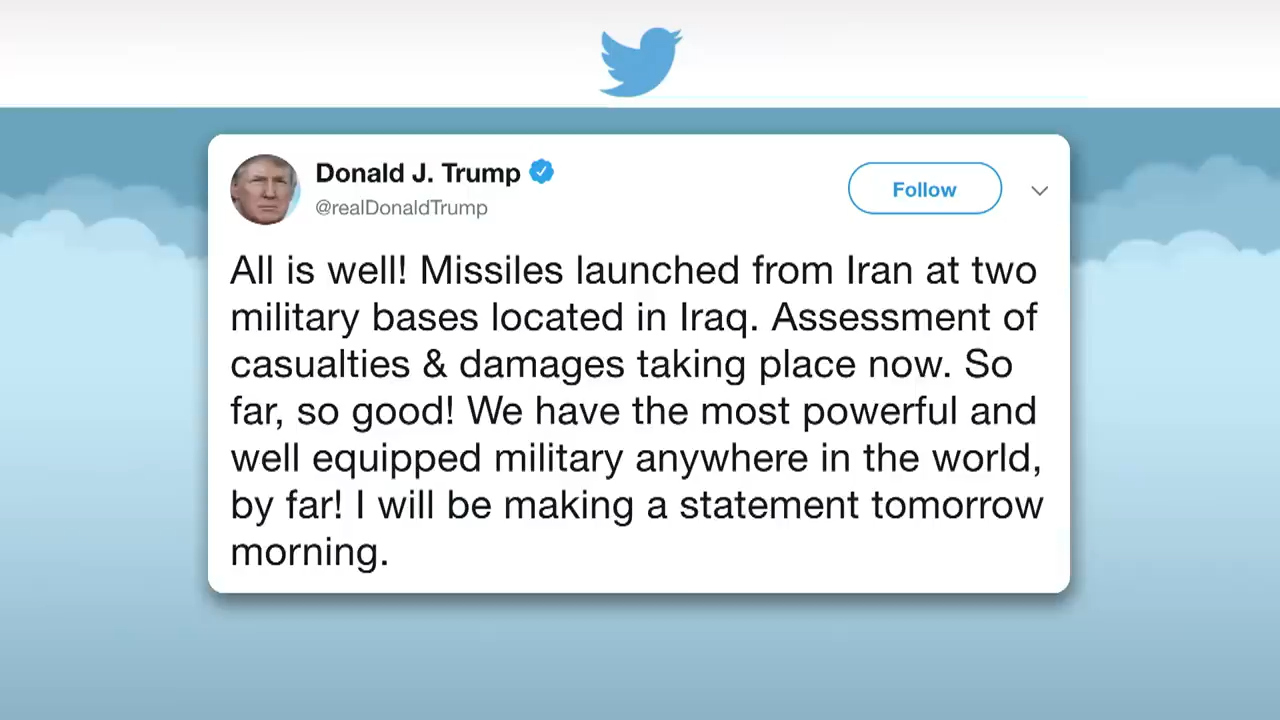 Donald J. Trump
@realDonaldTrump
Follow
All is well! Missiles launched from Iran at two
military bases located in Iraq. Assessment of
casualties & damages taking place now. So
far, so good! We have the most powerful and
well equipped military anywhere in the world,
by far! I will be making a statement tomorrow
morning.